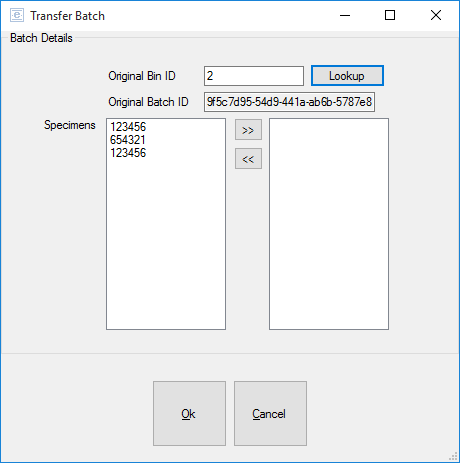 Transfer Batch
Batch Details
Original Bin ID 2 Lookup
Original Batch ID 9f5c7d95-54d9-441a-ab6b-5787e8
Specimens 123456 >>
654321
123456 <<
Ok Cancel